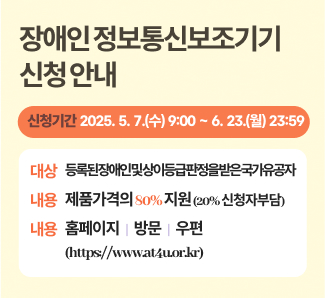 장애인 정보통신보조기기
신청 안내
신청기간 2025. 5. 7.(수) 9:00 ~ 6. 23.(월) 23:59
대상 등록된장애인및상이등급판정을받은국가유공자
내용 제품가격의 80% 지원 (20% 신청자부담)
내용 홈페이지 | 방문 | 우편
(https://www.at4u.or.kr)